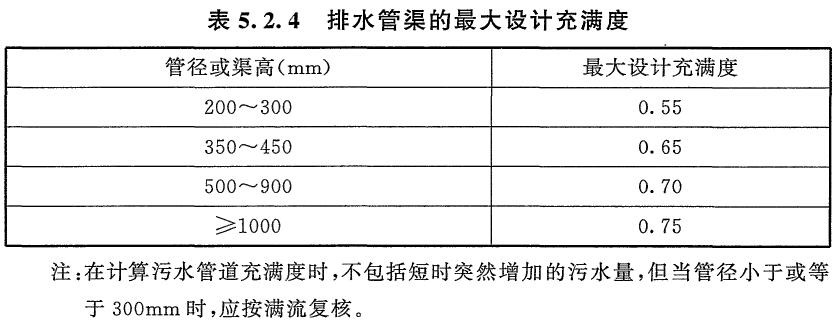 表 5.2.4 排水管渠的最大设计充满度
管径或渠高(mm) 最大设计充满度
200～300 0.55
350～450 0.65
500～900 0.70
≥1000 0.75
注:在计算污水管道充满度时,不包括短时突然增加的污水量,但当管径小于或等
于 300mm 时,应按满流复核。